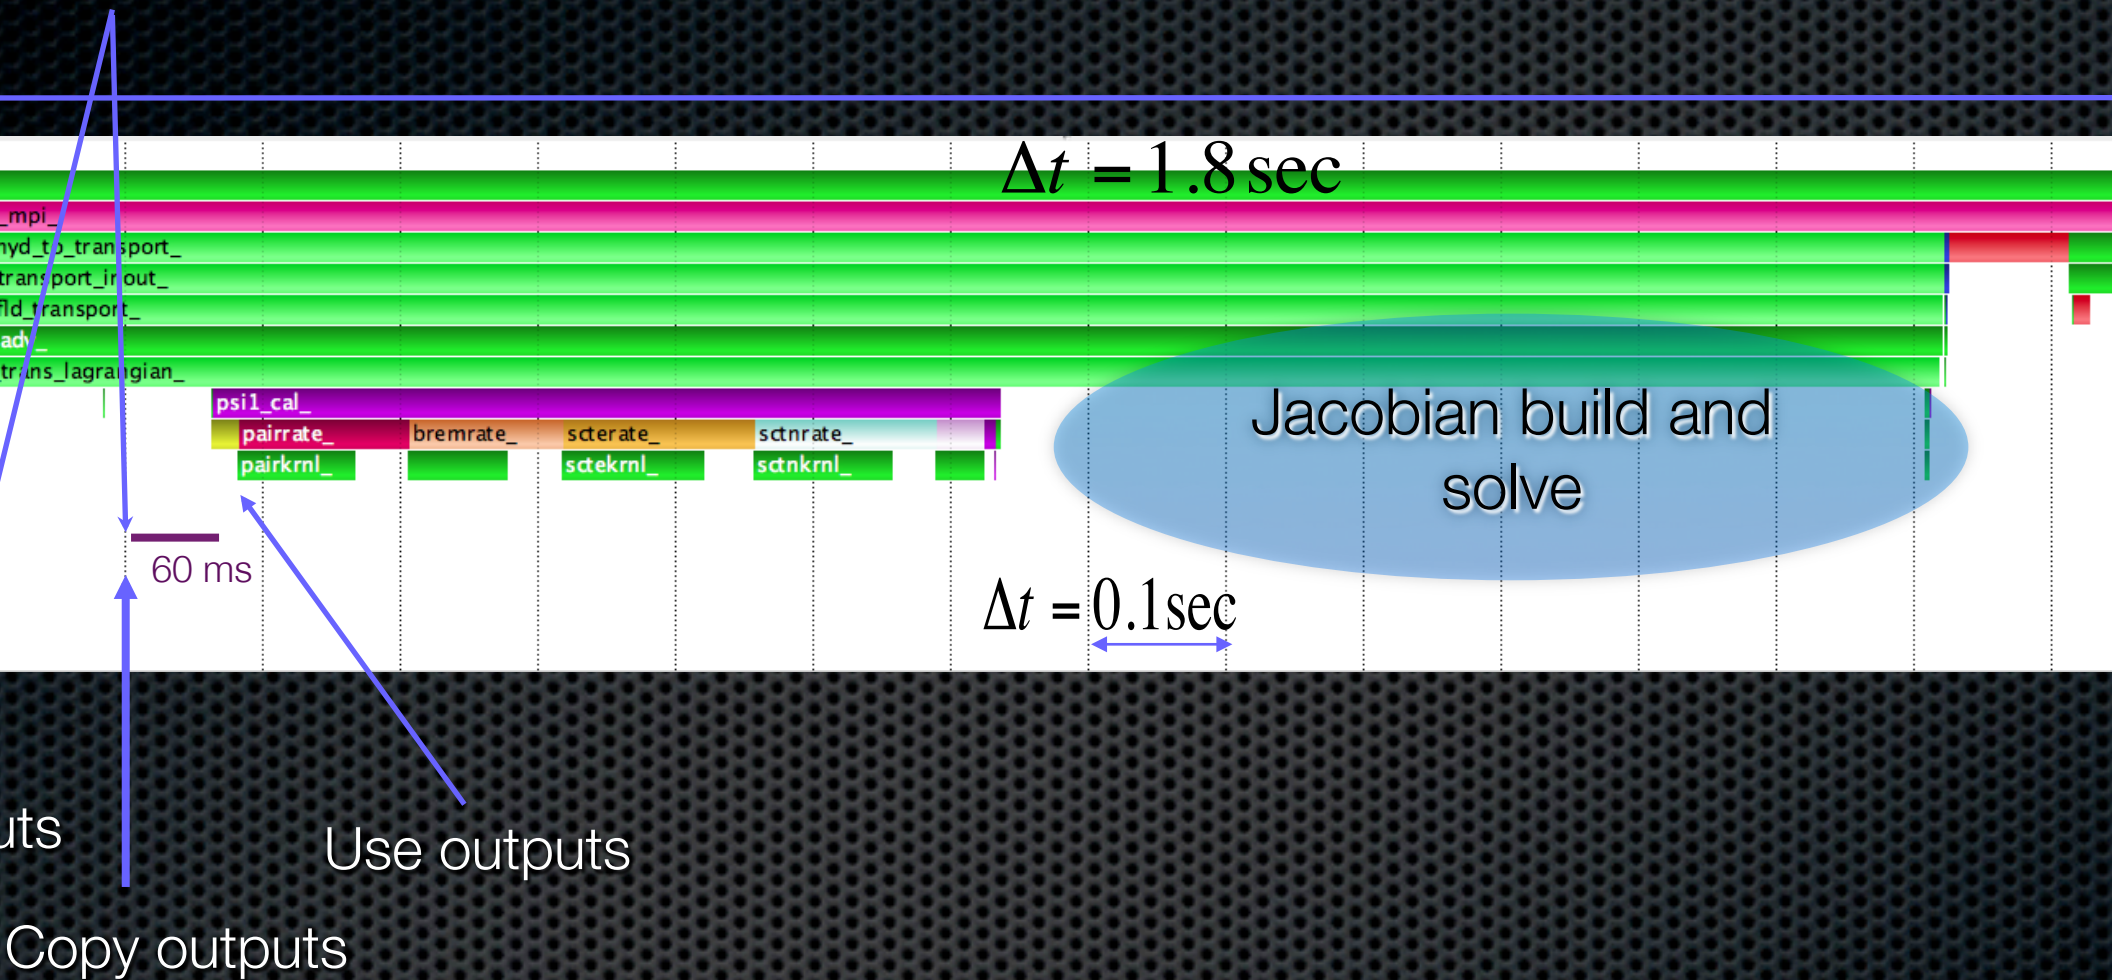 Δt = 1.8 sec
_mpi_
hyd_to_transport_
transport_inout_
fld_transport_
adv_
trans_lagrangian_
psi1_cal_
pairrate_ bremrate_ scterate_ sctnrate_
pairkrnl_ sctekrnl_ sctnkrnl_
Jacobian build and
solve
60 ms
Δt = 0.1sec
uts
Use outputs
Copy outputs